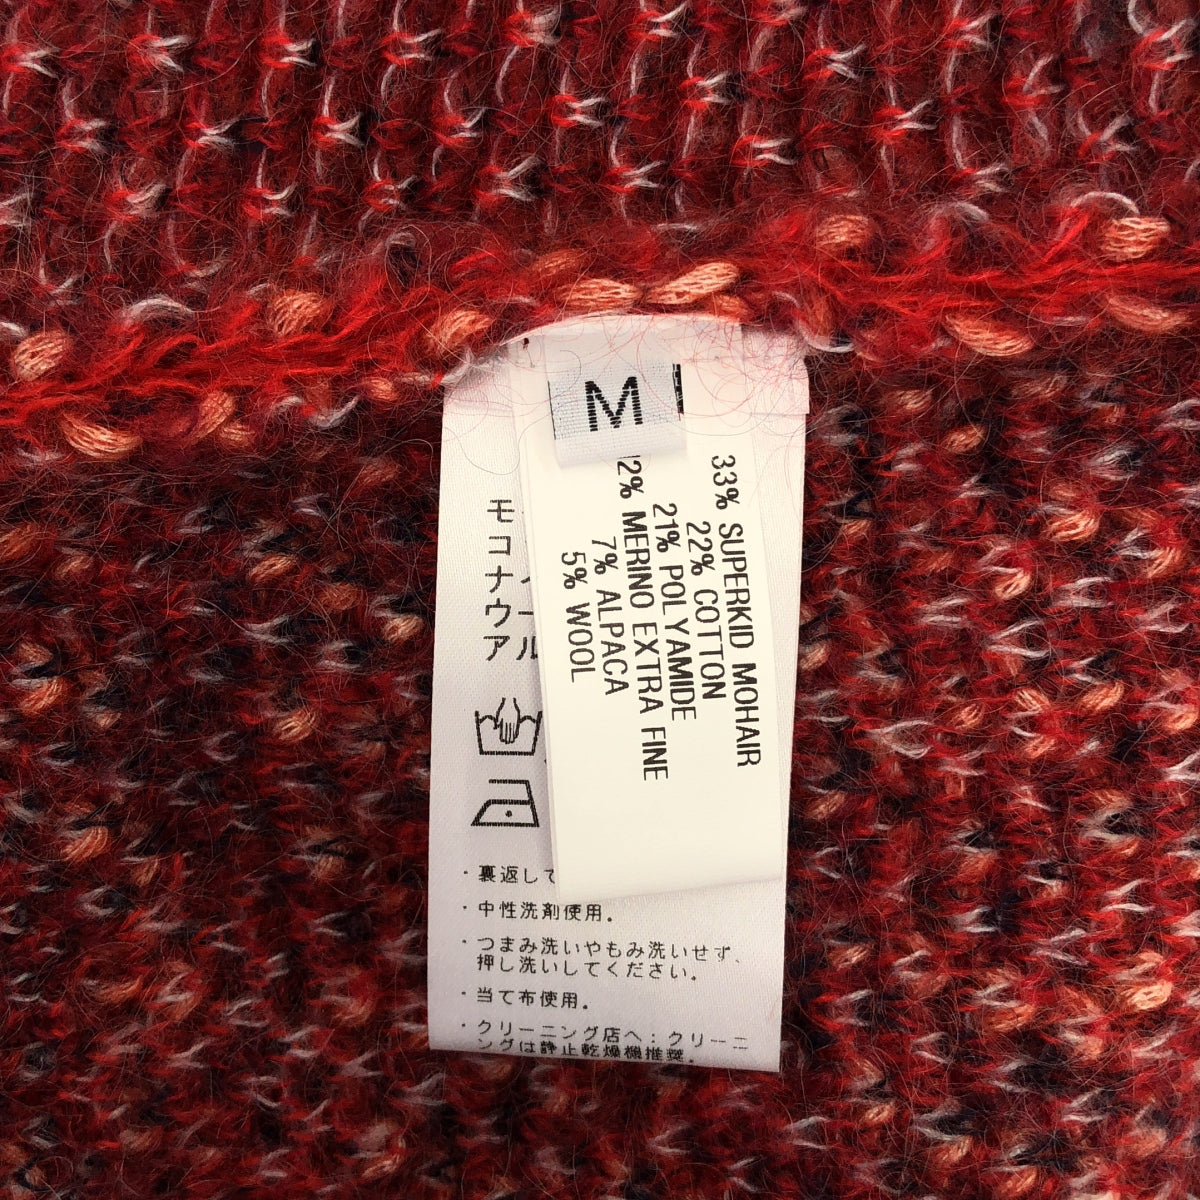 M
33% SUPERKID MOHAIR
22% COTTON
21% POLYAMIDE
12% MERINO EXTRA FINE
7% ALPACA
5% WOOL
モ
コ
ナ
ウ
アル
・裏返して
・中性洗剤使用。
・つまみ洗いやもみ洗いせず、
押し洗いしてください。
・当て布使用。
・クリーニング店へ：クリーニ
ングは静止乾燥機推奨。